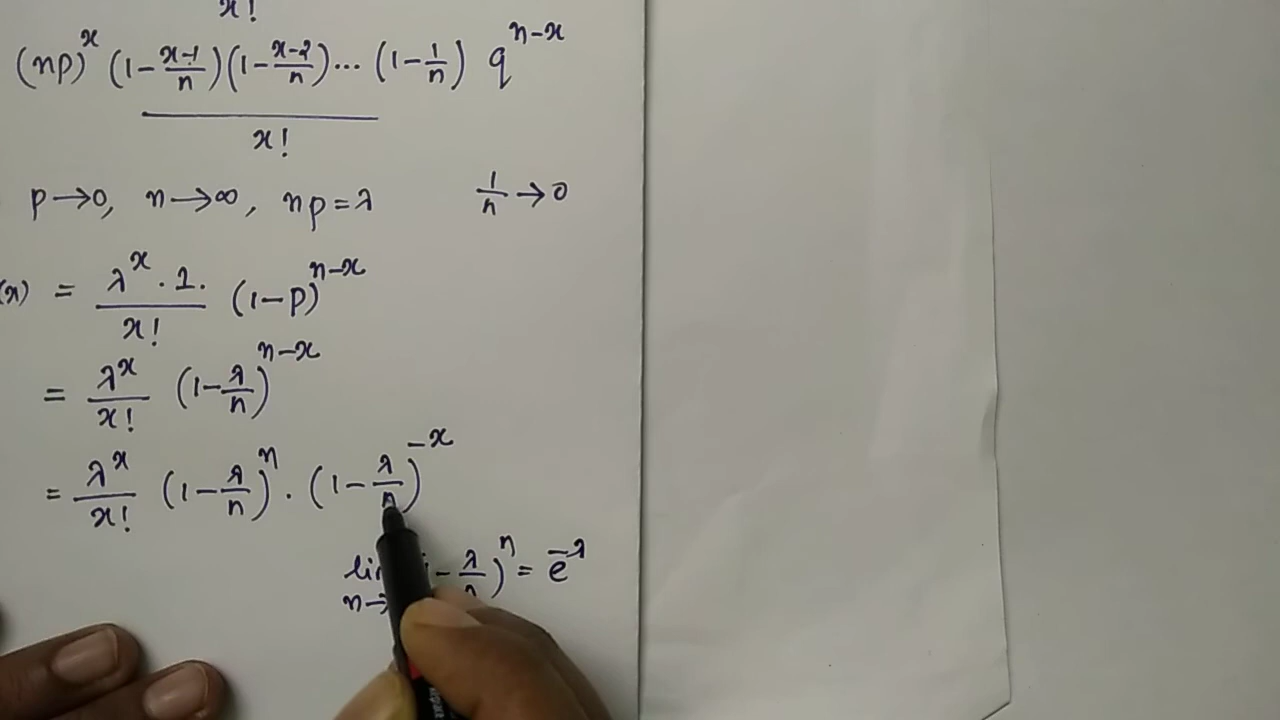 x!
(np)^x (1 - (x-1)/n)(1 - (x-2)/n)... (1 - 1/n) q^(n-x)
x!
p→0, n→∞, np = λ 1/n → 0
(x) = (λ^x · 1.)/x! (1-p)^(n-x)
= λ^x/x! (1 - λ/n)^(n-x)
= λ^x/x! (1 - λ/n)^n · (1 - λ/n)^(-x)
- λ/n)^n = e^(-λ)
n→